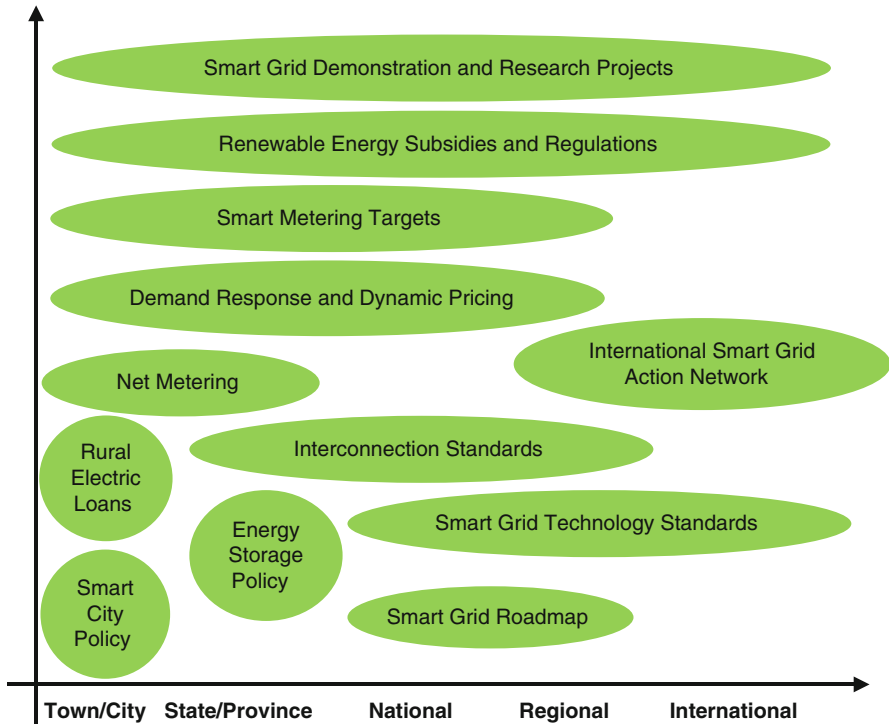 Smart Grid Demonstration and Research Projects
Renewable Energy Subsidies and Regulations
Smart Metering Targets
Demand Response and Dynamic Pricing
International Smart Grid
Action Network
Net Metering
Rural
Electric
Loans
Interconnection Standards
Energy
Storage
Policy
Smart Grid Technology Standards
Smart
City
Policy
Smart Grid Roadmap
Town/City State/Province National Regional International